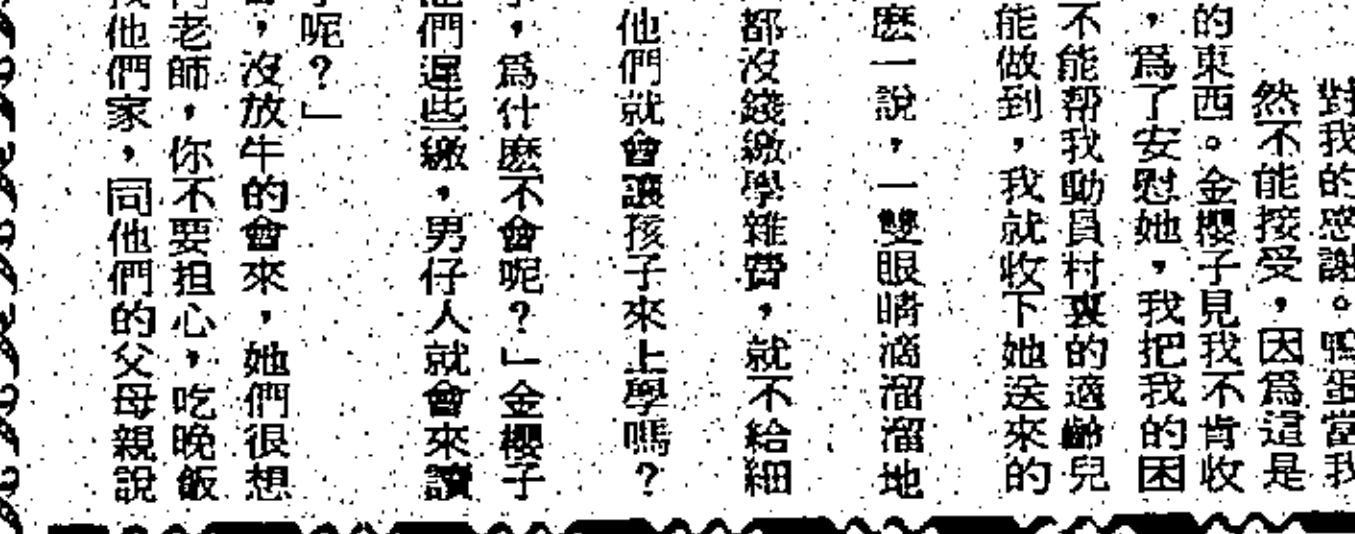 對我的感謝。鴨蛋當我
然不能接受，因爲這是
的東西。金櫻子見我不肯收
，爲了安慰她，我把我的困
不能帮我動員村裏的適齡兒
能做到，我就收下她送來的
麽一說，一雙眼睛滴溜溜地
都沒錢繳學雜費，就不給細
他們就會讓孩子來上學嗎？
，爲什麽不會呢？」金櫻子
們遲些繳，男仔人就會來讀
呢？」
，沒放牛的會來，她們很想
老師，你不要担心，吃晚飯
他們家，同他們的父母親說